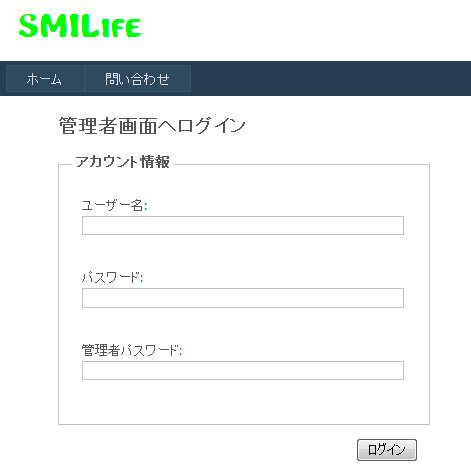 SMILIFE
ホーム 問い合わせ
管理者画面へログイン
アカウント情報
ユーザー名:
パスワード:
管理者パスワード:
ログイン